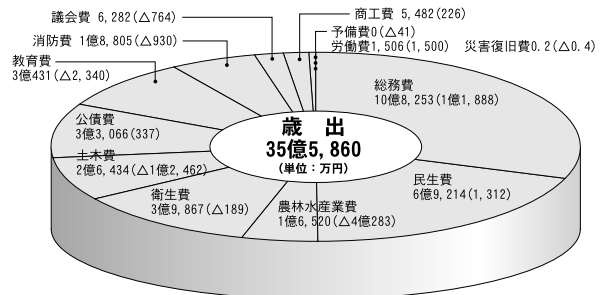 議会費 6,282(△764)
商工費 5,482(226)
消防費 1億8,805(△930)
予備費0(△41)
労働費1,506(1,500) 災害復旧費0.2(△0.4)
教育費
3億431(△2,340)
総務費
10億8,253(1億1,888)
公債費
3億3,066(337)
歳 出
35億5,860
(単位:万円)
土木費
2億6,434(△1億2,462)
民生費
6億9,214(1,312)
衛生費
3億9,867(△189)
農林水産業費
1億6,520(△4億283)